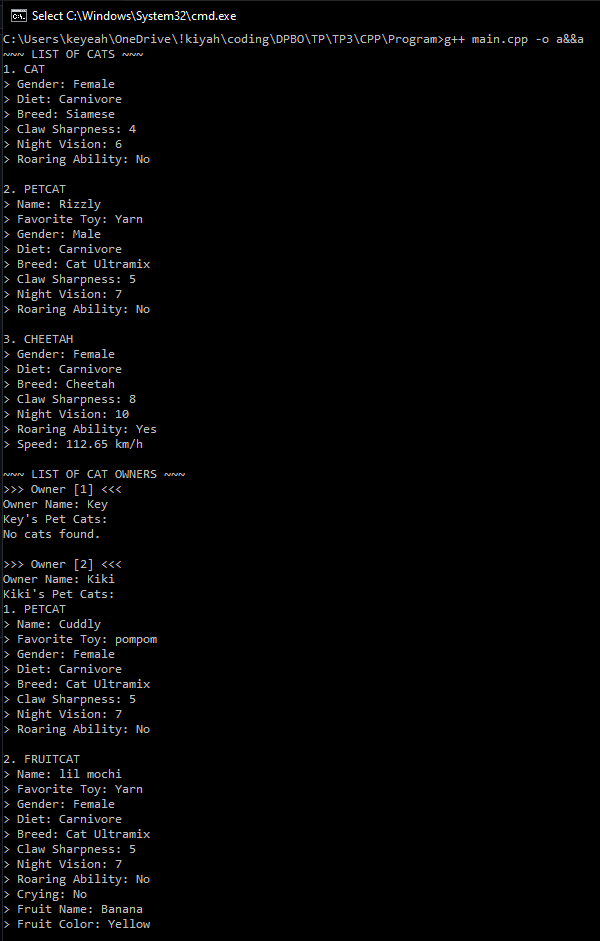 Select C:\Windows\System32\cmd.exe
C:\Users\keyeah\OneDrive\!kiyah\coding\DPBO\TP\TP3\CPP\Program>g++ main.cpp -o a&&a
~~~ LIST OF CATS ~~~
1. CAT
> Gender: Female
> Diet: Carnivore
> Breed: Siamese
> Claw Sharpness: 4
> Night Vision: 6
> Roaring Ability: No
2. PETCAT
> Name: Rizzly
> Favorite Toy: Yarn
> Gender: Male
> Diet: Carnivore
> Breed: Cat Ultramix
> Claw Sharpness: 5
> Night Vision: 7
> Roaring Ability: No
3. CHEETAH
> Gender: Female
> Diet: Carnivore
> Breed: Cheetah
> Claw Sharpness: 8
> Night Vision: 10
> Roaring Ability: Yes
> Speed: 112.65 km/h
~~~ LIST OF CAT OWNERS ~~~
>>> Owner [1] <<<
Owner Name: Key
Key's Pet Cats:
No cats found.
>>> Owner [2] <<<
Owner Name: Kiki
Kiki's Pet Cats:
1. PETCAT
> Name: Cuddly
> Favorite Toy: pompom
> Gender: Female
> Diet: Carnivore
> Breed: Cat Ultramix
> Claw Sharpness: 5
> Night Vision: 7
> Roaring Ability: No
2. FRUITCAT
> Name: lil mochi
> Favorite Toy: Yarn
> Gender: Female
> Diet: Carnivore
> Breed: Cat Ultramix
> Claw Sharpness: 5
> Night Vision: 7
> Roaring Ability: No
> Crying: No
> Fruit Name: Banana
> Fruit Color: Yellow